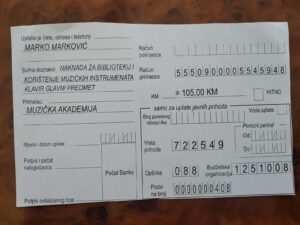 Uplatio je (ime, adresa i telefon)
MARKO MARKOVIĆ
Svrha doznake: NAKNADA ZA BIBLIOTEKU I
KORIŠTENJE MUZIČKIH INSTRUMENATA
KLAVIR GLAVNI PREDMET
Primalac:
MUZIČKA AKADEMIJA
Mjesto i datum uplate:
Potpis i pečat
nalogodavca
Pečat Banke
Potpis ovlašćenog lica
Račun
pošiljaoca
Račun
primaoca
5550900055545948
KM = 105,00 KM
HITNO
samo za uplate javnih prihoda
Broj poreskog
obveznika
Vrsta uplate
Vrsta
prihoda
722549
Poreski period
Od
Do
Općina
088
Budžetska
organizacija
1251008
Poziv
na broj
0000000408